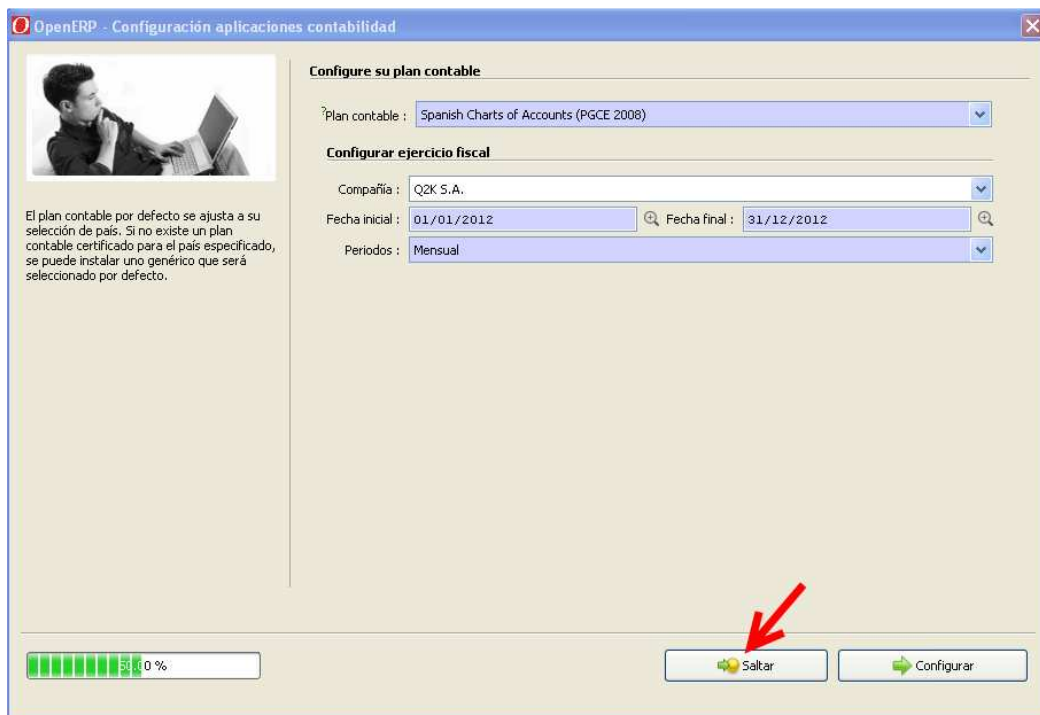 OpenERP - Configuración aplicaciones contabilidad
Configure su plan contable
?Plan contable : Spanish Charts of Accounts (PGCE 2008)
Configurar ejercicio fiscal
Compañía : Q2K S.A.
Fecha inicial : 01/01/2012 Fecha final : 31/12/2012
Periodos : Mensual
El plan contable por defecto se ajusta a su
selección de país. Si no existe un plan
contable certificado para el país especificado,
se puede instalar uno genérico que será
seleccionado por defecto.
50.00 %
Saltar
Configurar